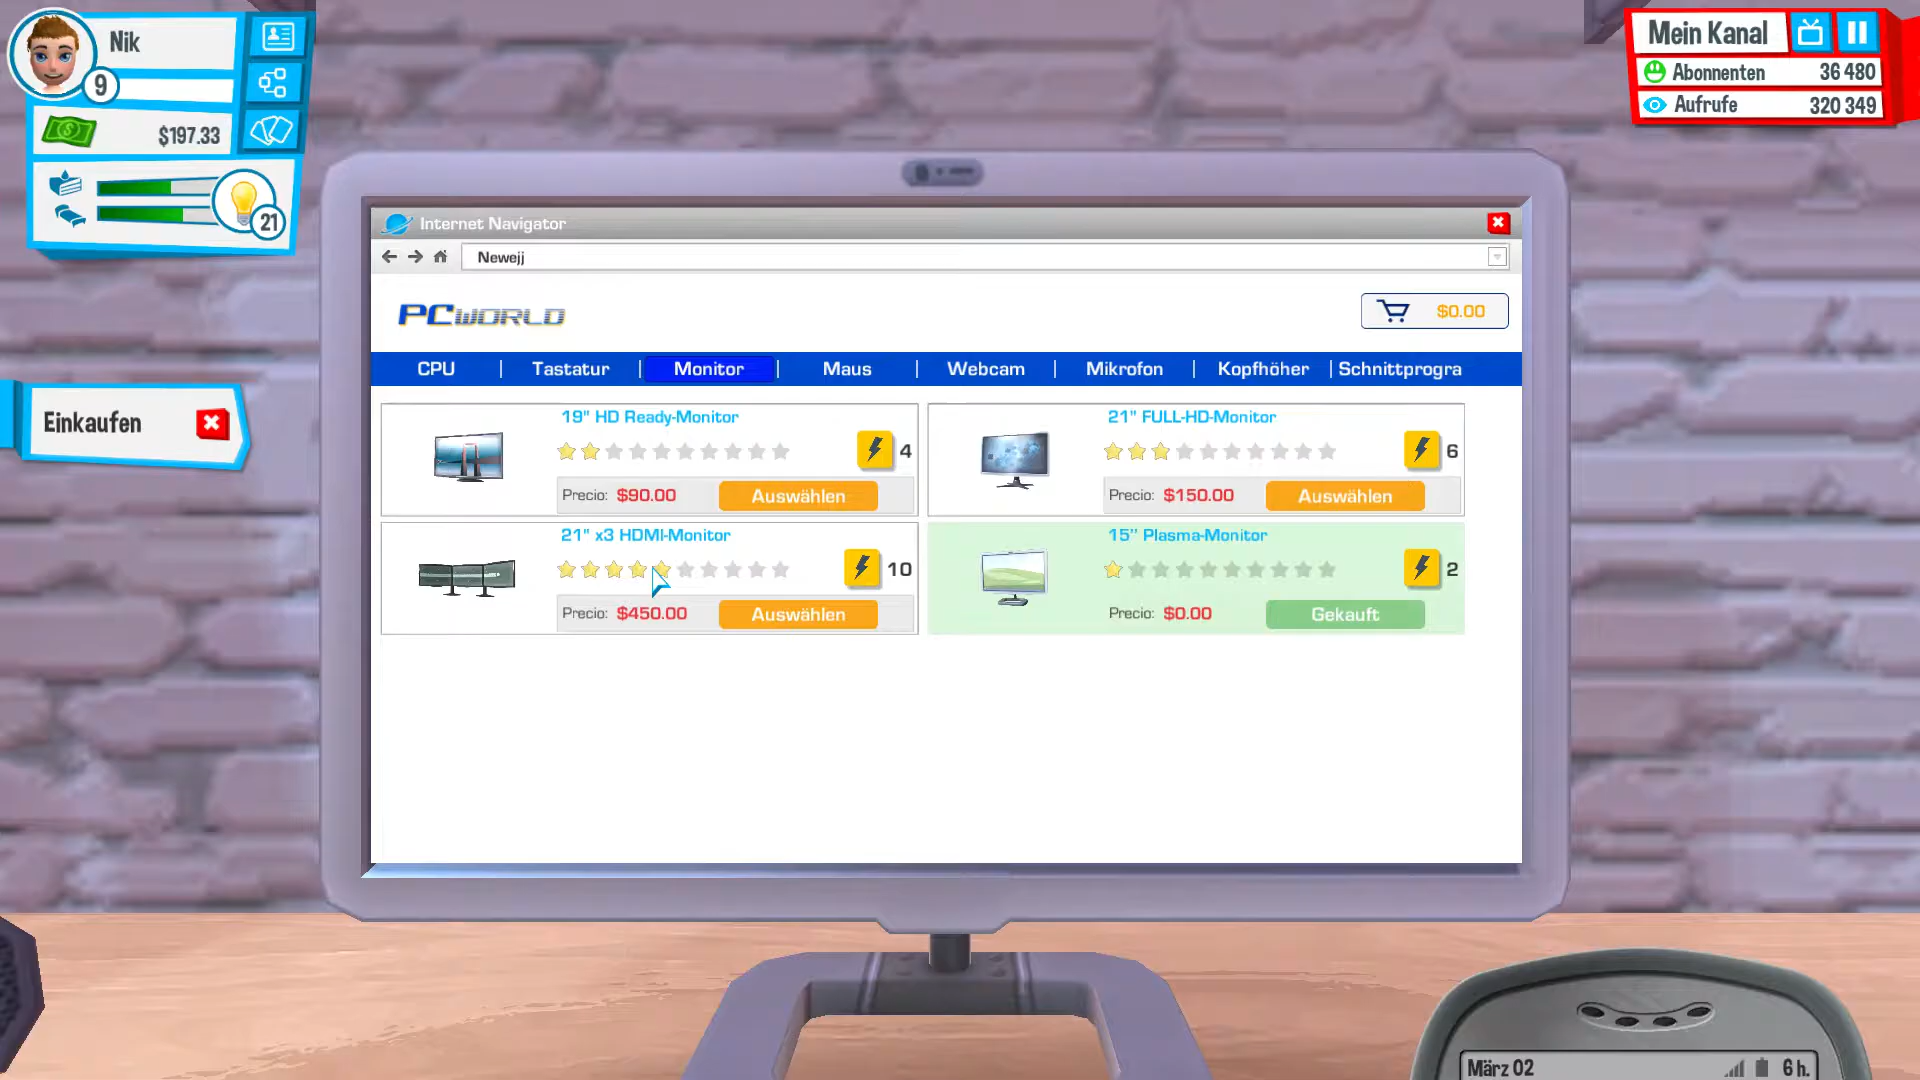 Nik
9
$197.33
21
Mein Kanal
Abonnenten 36 480
Aufrufe 320 349
Einkaufen
Internet Navigator
Newejj
PCWORLD
$0.00
CPU | Tastatur | Monitor | Maus | Webcam | Mikrofon | Kopfhöher | Schnittprogra
19" HD Ready-Monitor
4
Precio: $90.00 Auswählen
21" FULL-HD-Monitor
6
Precio: $150.00 Auswählen
21" x3 HDMI-Monitor
10
Precio: $450.00 Auswählen
15" Plasma-Monitor
2
Precio: $0.00 Gekauft
März 02 6 h.